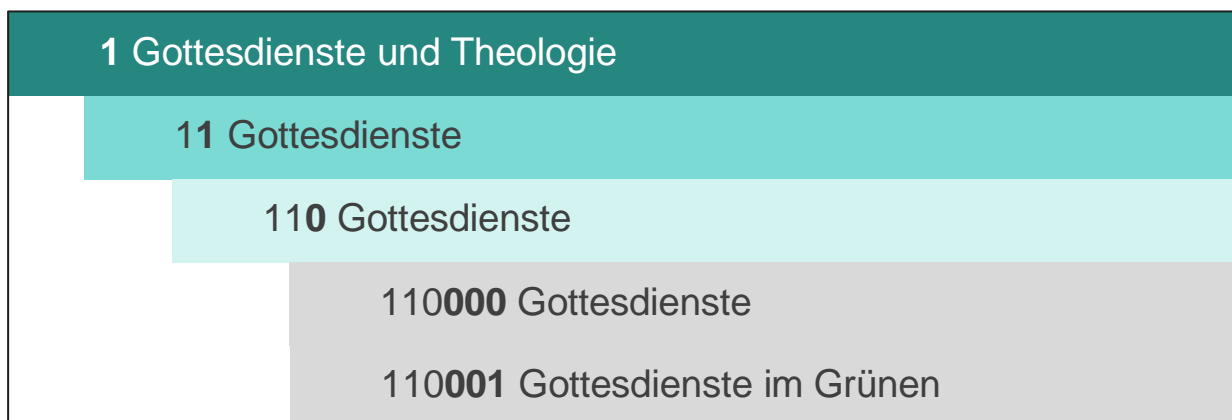 1 Gottesdienste und Theologie
11 Gottesdienste
110 Gottesdienste
110000 Gottesdienste
110001 Gottesdienste im Grünen